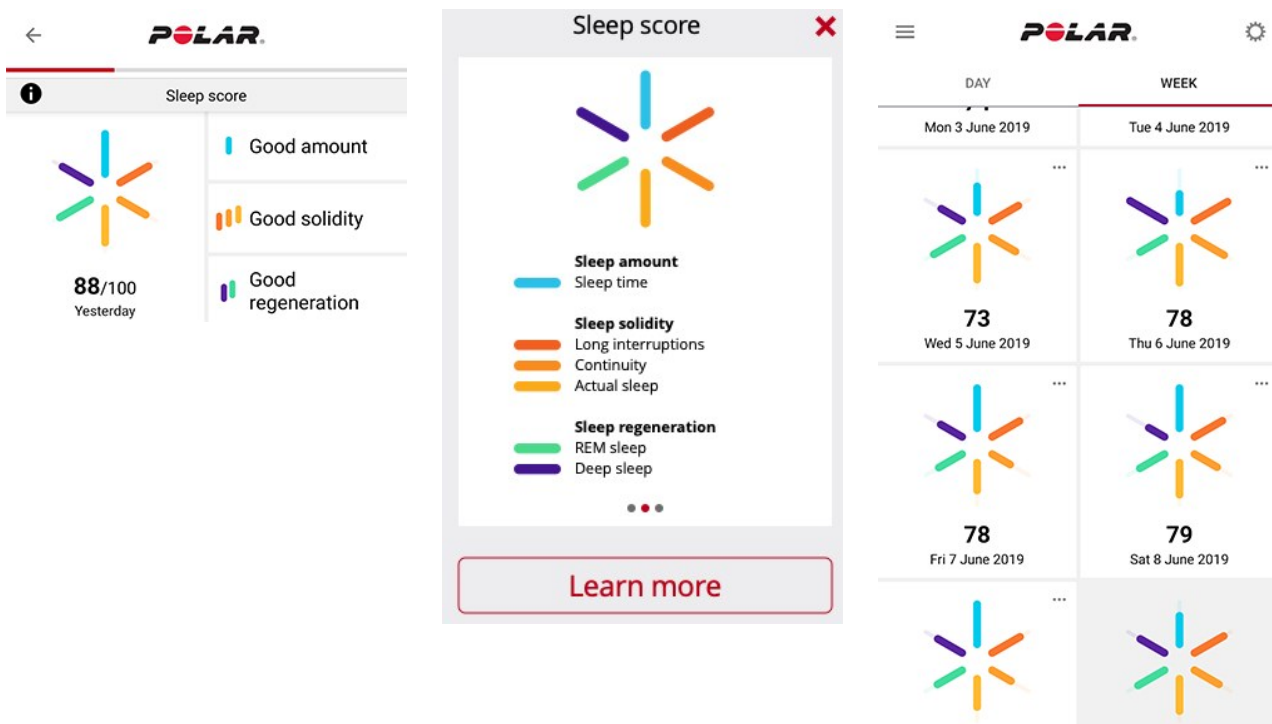 POLAR
Sleep score
Good amount
Good solidity
Good
regeneration
88/100
Yesterday
Sleep score
Sleep amount
Sleep time
Sleep solidity
Long interruptions
Continuity
Actual sleep
Sleep regeneration
REM sleep
Deep sleep
Learn more
POLAR
DAY
WEEK
Mon 3 June 2019
Tue 4 June 2019
73
Wed 5 June 2019
78
Thu 6 June 2019
78
Fri 7 June 2019
79
Sat 8 June 2019